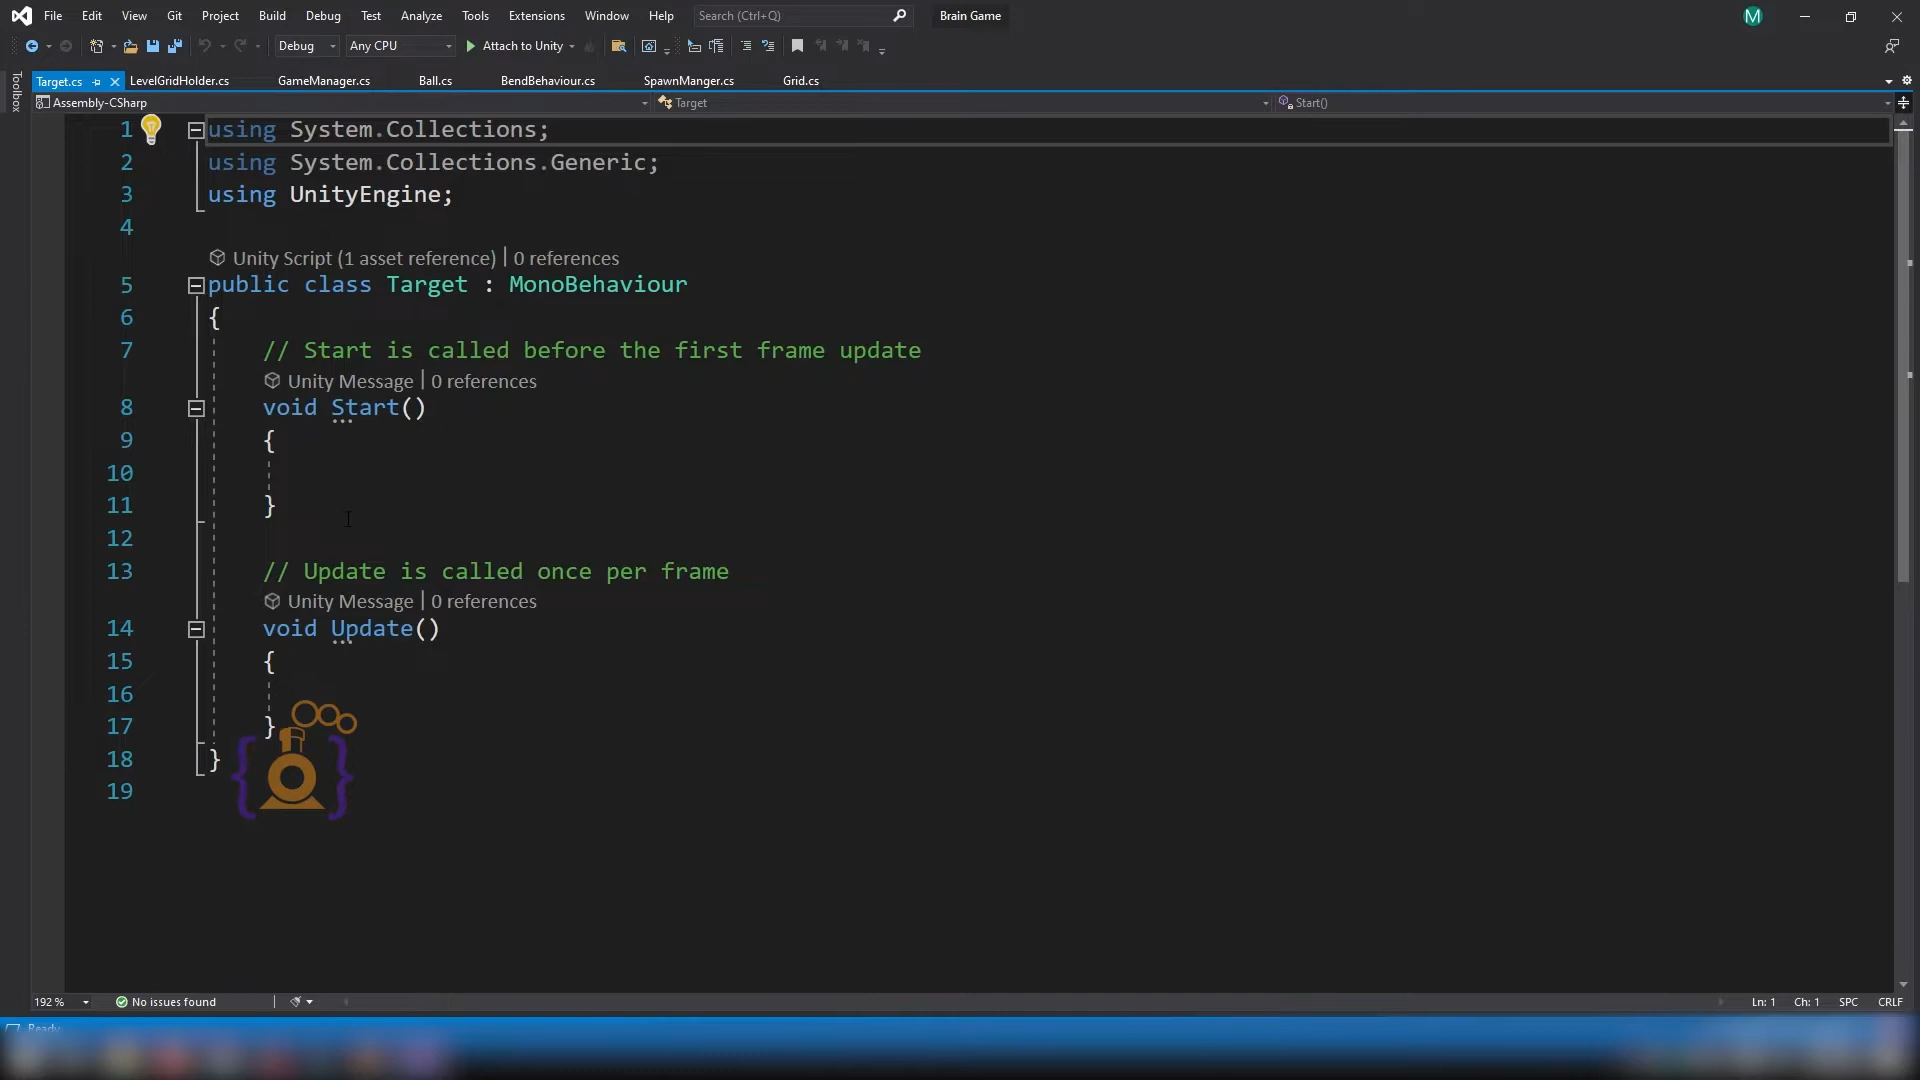 File Edit View Git Project Build Debug Test Analyze Tools Extensions Window Help Search (Ctrl+Q) Brain Game M
Debug Any CPU Attach to Unity
Toolbox
Target.cs LevelGridHolder.cs GameManager.cs Ball.cs BendBehaviour.cs SpawnManger.cs Grid.cs
Assembly-CSharp Target Start()
1 using System.Collections;
2 using System.Collections.Generic;
3 using UnityEngine;
4
Unity Script (1 asset reference) | 0 references
5 public class Target : MonoBehaviour
6 {
7 // Start is called before the first frame update
Unity Message | 0 references
8 void Start()
9 {
10
11 }
12
13 // Update is called once per frame
Unity Message | 0 references
14 void Update()
15 {
16
17 }
18 }
19
192 % No issues found Ln: 1 Ch: 1 SPC CRLF
Ready